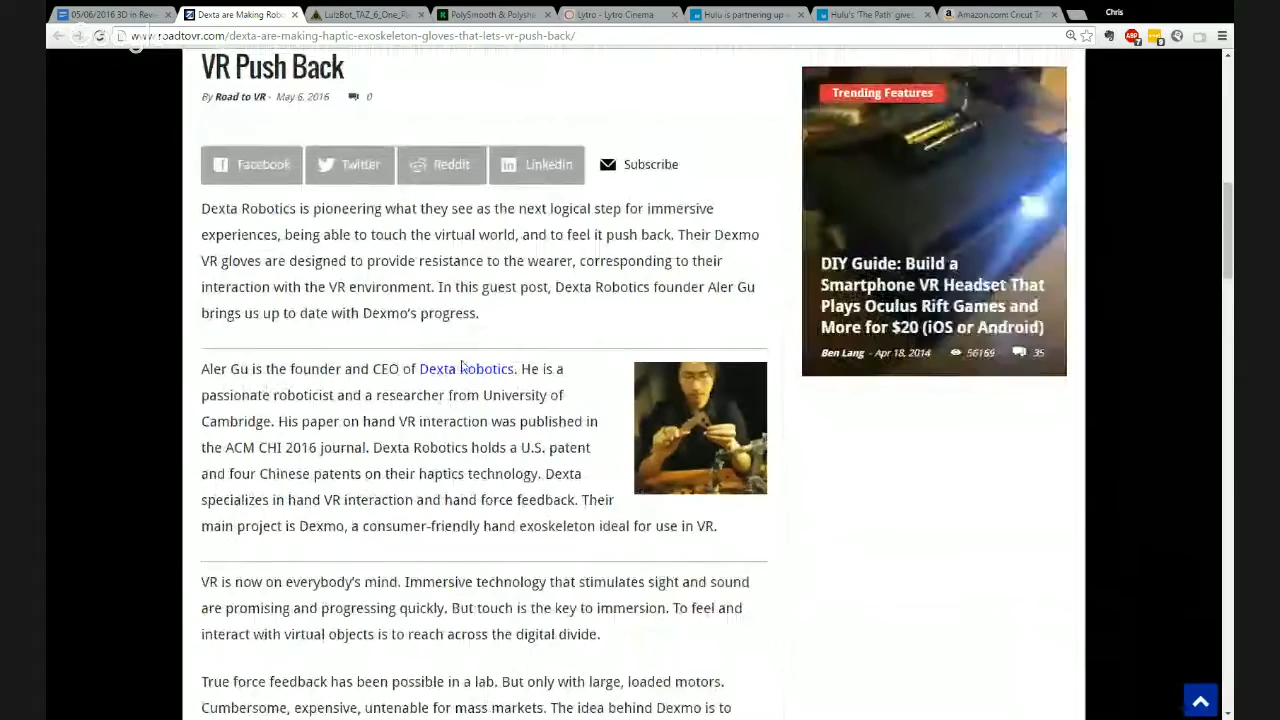 05/06/2016 3D in Revie
Dexta are Making Robo
LulzBot_TAZ_6_One_P
PolySmooth & Polyshe
Lytro - Lytro Cinema
Hulu is partnering up w
Hulu's 'The Path' gives
Amazon.com: Cricut
Chris
www.roadtovr.com/dexta-are-making-haptic-exoskeleton-gloves-that-lets-vr-push-back/
VR Push Back
By Road to VR - May 6, 2016 0
Facebook Twitter Reddit Linkedin Subscribe
Dexta Robotics is pioneering what they see as the next logical step for immersive
experiences, being able to touch the virtual world, and to feel it push back. Their Dexmo
VR gloves are designed to provide resistance to the wearer, corresponding to their
interaction with the VR environment. In this guest post, Dexta Robotics founder Aler Gu
brings us up to date with Dexmo's progress.
Aler Gu is the founder and CEO of Dexta Robotics. He is a
passionate roboticist and a researcher from University of
Cambridge. His paper on hand VR interaction was published in
the ACM CHI 2016 journal. Dexta Robotics holds a U.S. patent
and four Chinese patents on their haptics technology. Dexta
specializes in hand VR interaction and hand force feedback. Their
main project is Dexmo, a consumer-friendly hand exoskeleton ideal for use in VR.
VR is now on everybody's mind. Immersive technology that stimulates sight and sound
are promising and progressing quickly. But touch is the key to immersion. To feel and
interact with virtual objects is to reach across the digital divide.
True force feedback has been possible in a lab. But only with large, loaded motors.
Cumbersome, expensive, untenable for mass markets. The idea behind Dexmo is to
Trending Features
DIY Guide: Build a
Smartphone VR Headset That
Plays Oculus Rift Games and
More for $20 (iOS or Android)
Ben Lang - Apr 18, 2014 56169 35